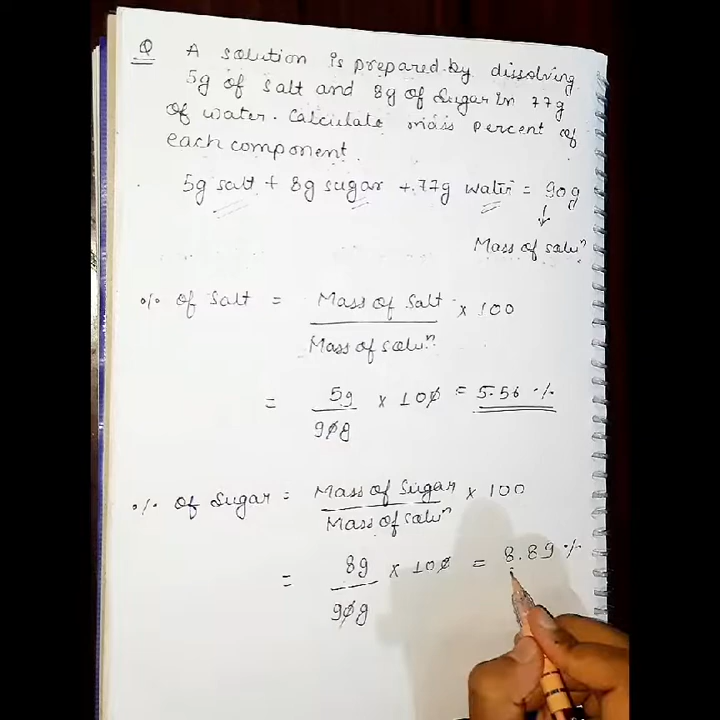 Q A solution is prepared by dissolving
5g of salt and 8g of Sugar in 77g
of water. Calculate mass percent of
each component.
5g salt + 8g sugar + 77g water = 90g
↓
Mass of soluⁿ
% of Salt = Mass of Salt × 100
Mass of soluⁿ
= 5g × 100 = 5.56 %
90g
% of Sugar = Mass of Sugar × 100
Mass of soluⁿ
= 8g × 100 = 8.89 %
90g